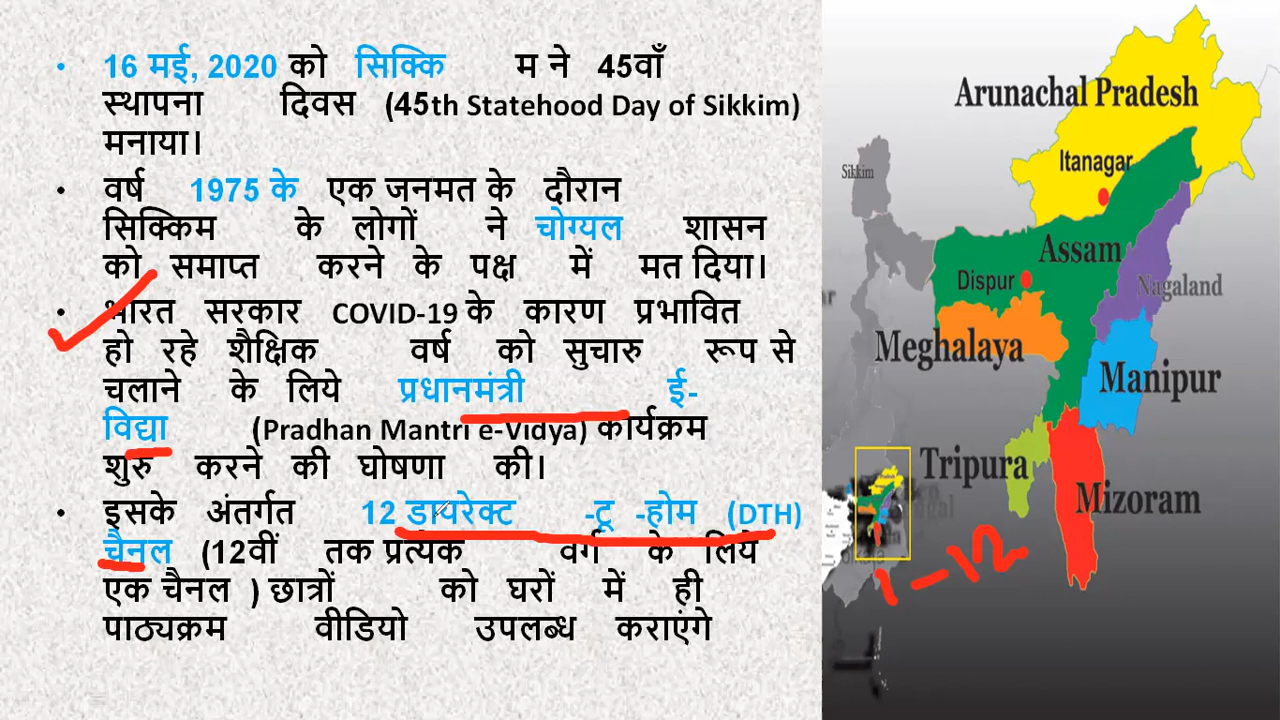 • 16 मई, 2020 को सिक्किम ने 45वाँ
स्थापना दिवस (45th Statehood Day of Sikkim)
मनाया।
• वर्ष 1975 के एक जनमत के दौरान
सिक्किम के लोगों ने चोग्यल शासन
को समाप्त करने के पक्ष में मत दिया।
• भारत सरकार COVID-19 के कारण प्रभावित
हो रहे शैक्षिक वर्ष को सुचारु रूप से
चलाने के लिये प्रधानमंत्री ई-
विद्या (Pradhan Mantri e-Vidya) कार्यक्रम
शुरु करने की घोषणा की।
• इसके अंतर्गत 12 डायरेक्ट -टू -होम (DTH)
चैनल (12वीं तक प्रत्येक वर्ग के लिये
एक चैनल ) छात्रों को घरों में ही
पाठ्यक्रम वीडियो उपलब्ध कराएंगे
Arunachal Pradesh
Itanagar
Sikkim
Assam
Dispur
Nagaland
Meghalaya
Manipur
Tripura
Mizoram
1-12